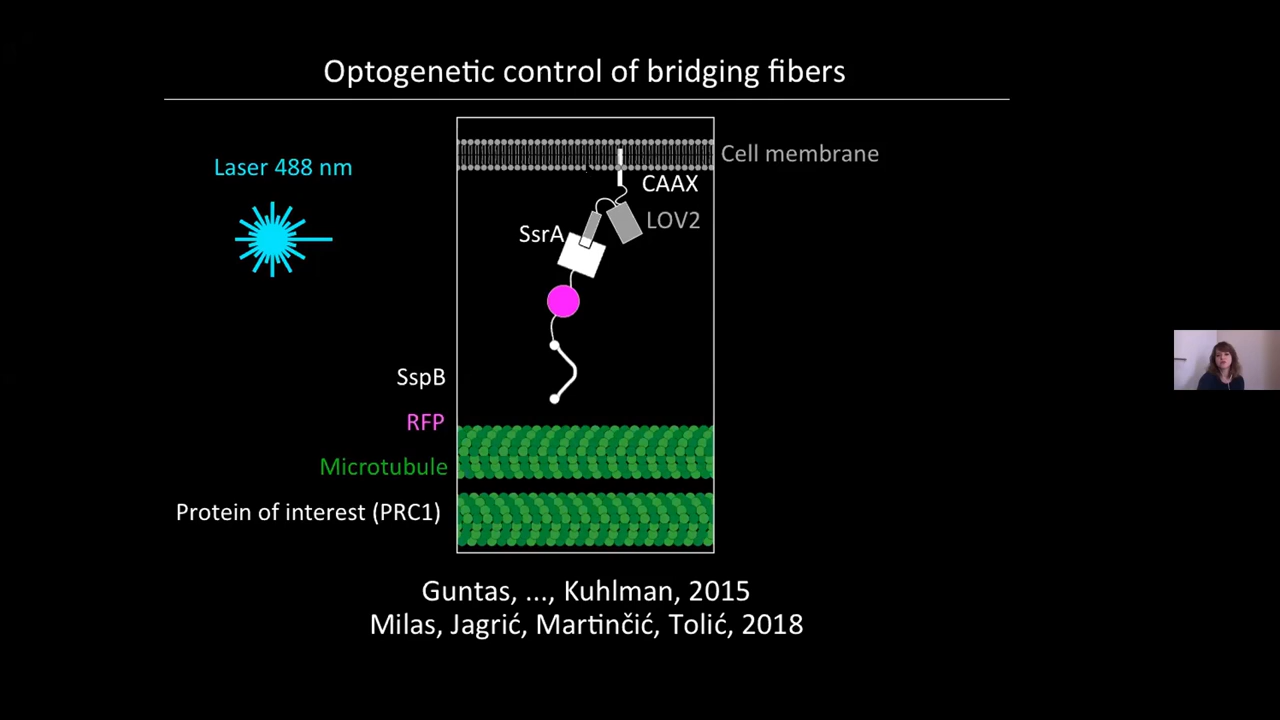 Optogenetic control of bridging fibers
Laser 488 nm
Cell membrane
CAAX
LOV2
SsrA
SspB
RFP
Microtubule
Protein of interest (PRC1)
Guntas, ..., Kuhlman, 2015
Milas, Jagrić, Martinčić, Tolić, 2018